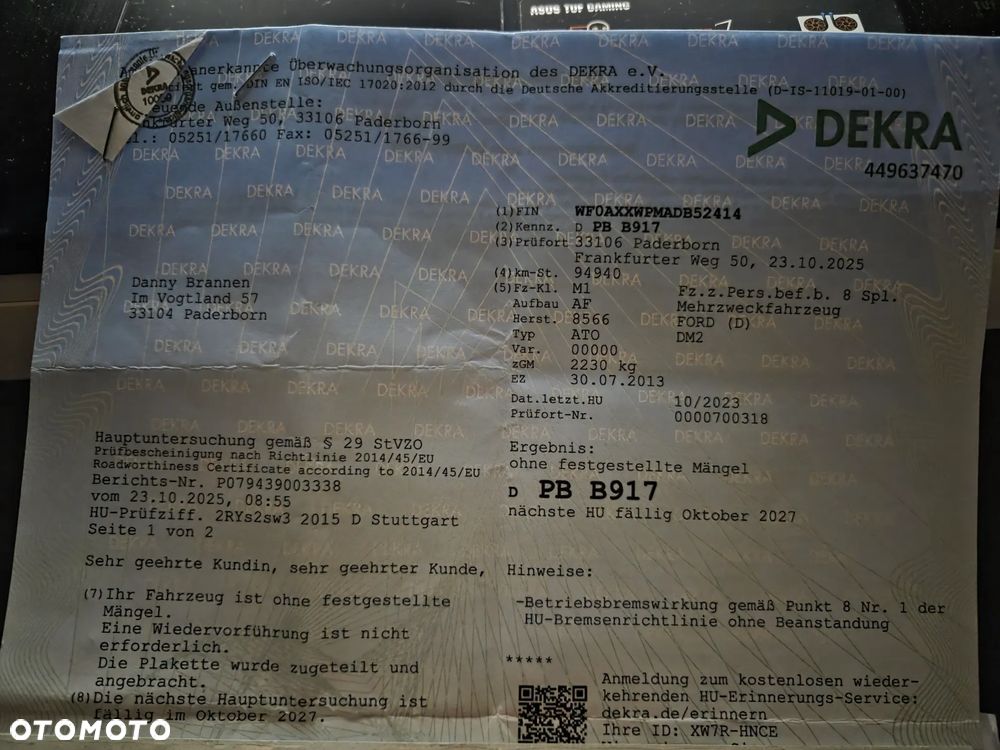 ASUS TUF GAMING
anerkannte Überwachungsorganisation des DEKRA e.V.
gem. DIN EN ISO/IEC 17020:2012 durch die Deutsche Akkreditierungsstelle (D-IS-11019-01-00)
Außenstelle:
Weg 50, 33106 Paderborn
05251/17660 Fax: 05251/1766-99
DEKRA
DEKRA
449637470
(1) FIN WF0AXXWPMADB52414
(2) Kennz. D PB B917
(3) Prüfort 33106 Paderborn
Frankfurter Weg 50, 23.10.2025
(4) km-St. 94940
(5) Fz-Kl. M1 Fz.z.Pers.bef.b. 8 Spl.
Aufbau AF Mehrzweckfahrzeug
Herst. 8566 FORD (D)
Typ ATO DM2
Var. 00000
zGM 2230 kg
EZ 30.07.2013
Dat.letzt.HU 10/2023
Prüfort-Nr. 0000700318
Danny Brannen
Im Vogtland 57
33104 Paderborn
Hauptuntersuchung gemäß § 29 StVZO
Prüfbescheinigung nach Richtlinie 2014/45/EU
Roadworthiness Certificate according to 2014/45/EU
Berichts-Nr. P079439003338
vom 23.10.2025, 08:55
HU-Prüfziff. 2RYs2sw3 2015 D Stuttgart
Seite 1 von 2
Sehr geehrte Kundin, sehr geehrter Kunde,
(7) Ihr Fahrzeug ist ohne festgestellte
Mängel.
Eine Wiedervorführung ist nicht
erforderlich.
Die Plakette wurde zugeteilt und
angebracht.
(8) Die nächste Hauptuntersuchung ist
fällig im Oktober 2027.
Ergebnis:
ohne festgestellte Mängel
D PB B917
nächste HU fällig Oktober 2027
Hinweise:
-Betriebsbremswirkung gemäß Punkt 8 Nr. 1 der
HU-Bremsenrichtlinie ohne Beanstandung
*****
Anmeldung zum kostenlosen wieder-
kehrenden HU-Erinnerungs-Service:
dekra.de/erinnern
Ihre ID: XW7R-HNCE
OTOMOTO